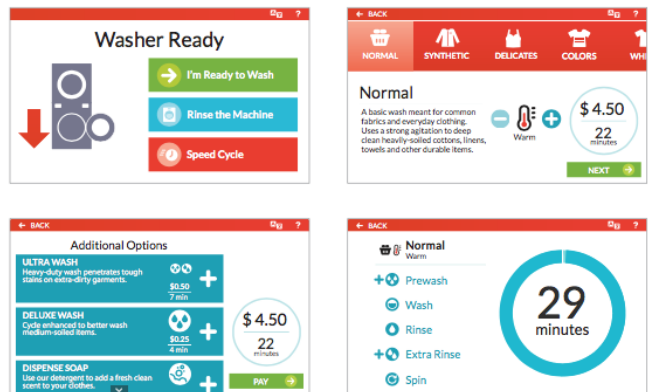 ?
Washer Ready
I'm Ready to Wash
Rinse the Machine
Speed Cycle
← BACK
?
NORMAL
SYNTHETIC
DELICATES
COLORS
WHI
Normal
A basic wash meant for common
fabrics and everyday clothing.
Uses a strong agitation to deep
clean heavily-soiled cottons, linens,
towels and other durable items.
Warm
$ 4.50
22
minutes
NEXT
← BACK
?
Additional Options
ULTRA WASH
Heavy-duty wash penetrates tough
stains on extra-dirty garments.
$0.50
7 min
DELUXE WASH
Cycle enhanced to better wash
medium-soiled items.
$0.25
4 min
DISPENSE SOAP
Use our detergent to add a fresh clean
scent to your clothes.
$ 4.50
22
minutes
PAY
← BACK
?
Normal
Warm
+ Prewash
Wash
Rinse
+ Extra Rinse
Spin
29
minutes